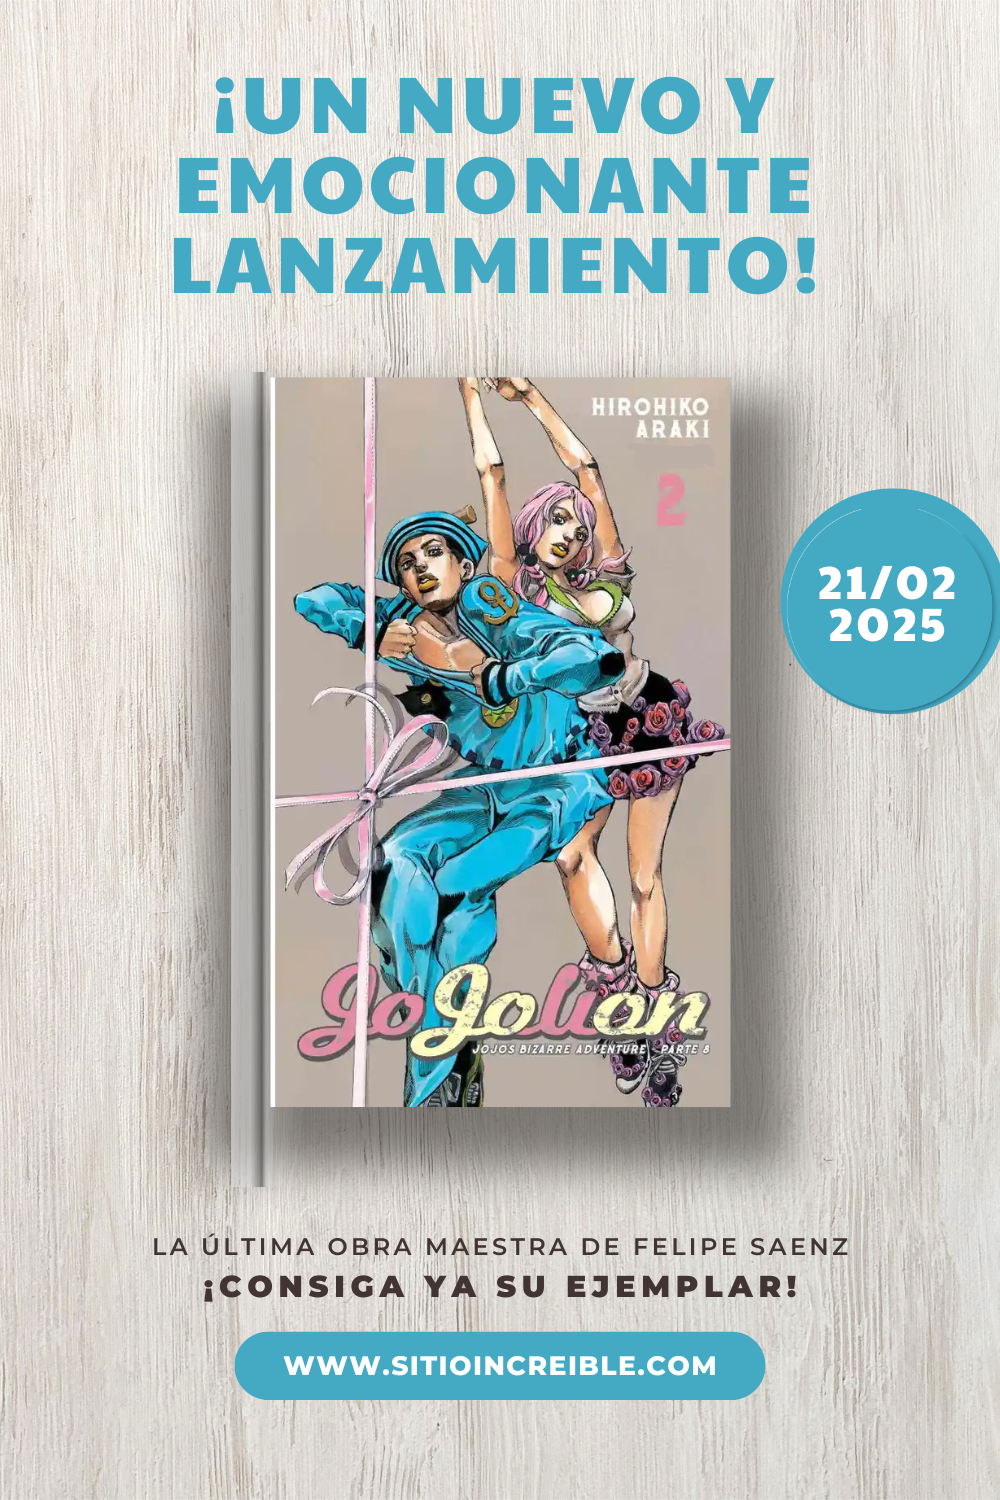 ¡UN NUEVO Y
EMOCIONANTE
LANZAMIENTO!
HIROHIKO
ARAKI
2
21/02
2025
JoJolion
JOJOS BIZARRE ADVENTURE PARTE 8
LA ÚLTIMA OBRA MAESTRA DE FELIPE SAENZ
¡CONSIGA YA SU EJEMPLAR!
WWW.SITIOINCREIBLE.COM